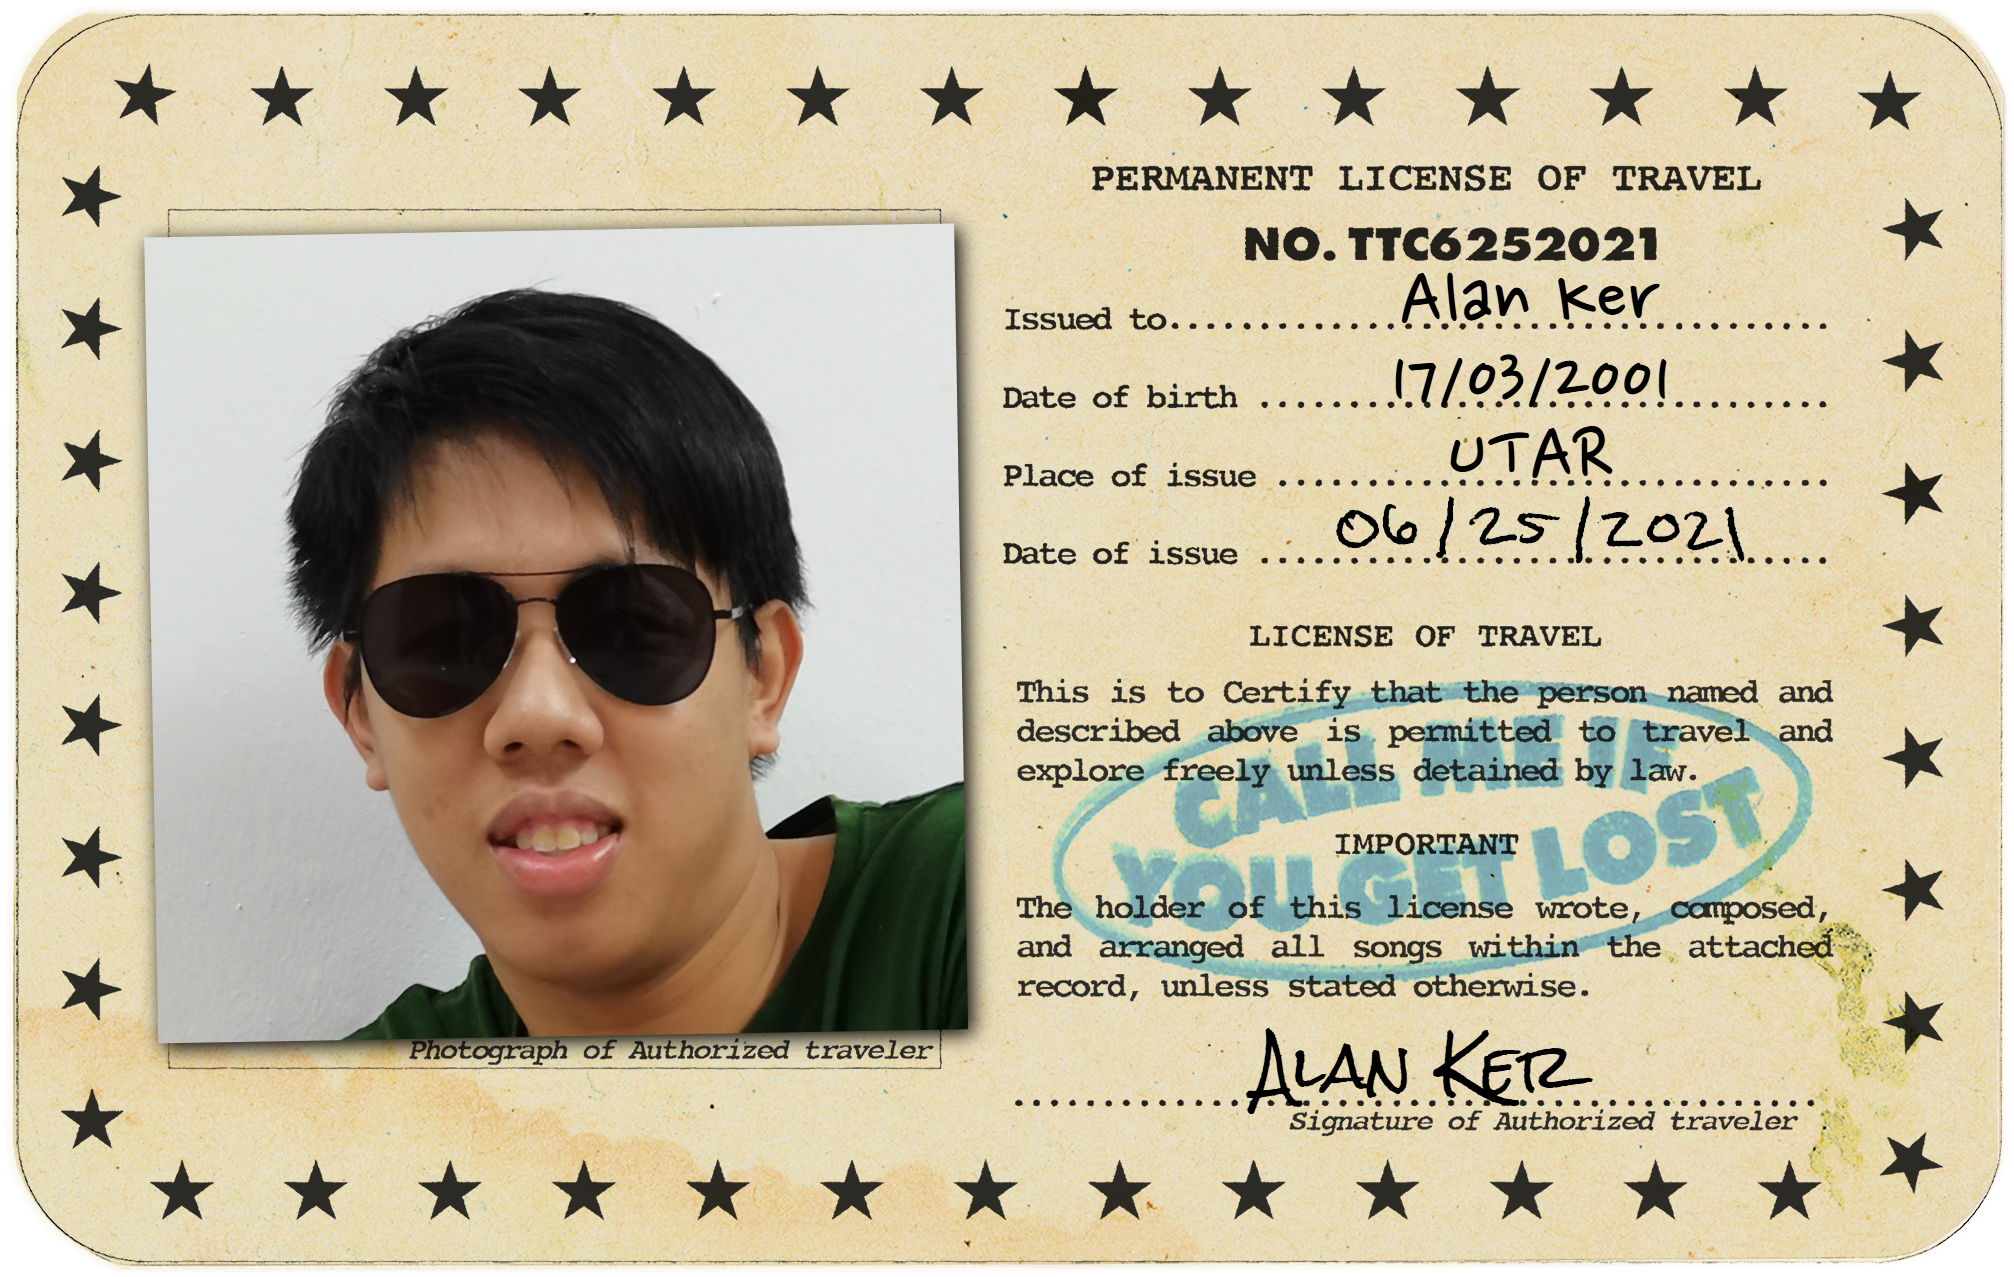 PERMANENT LICENSE OF TRAVEL
NO. TTC6252021
Issued to.......... Alan Ker
Date of birth .......... 17/03/2001
Place of issue .......... UTAR
Date of issue .......... 06/25/2021
LICENSE OF TRAVEL
This is to Certify that the person named and
described above is permitted to travel and
explore freely unless detained by law.
CALL ME IF
YOU GET LOST
IMPORTANT
The holder of this license wrote, composed,
and arranged all songs within the attached
record, unless stated otherwise.
ALAN KER
Signature of Authorized traveler
Photograph of Authorized traveler